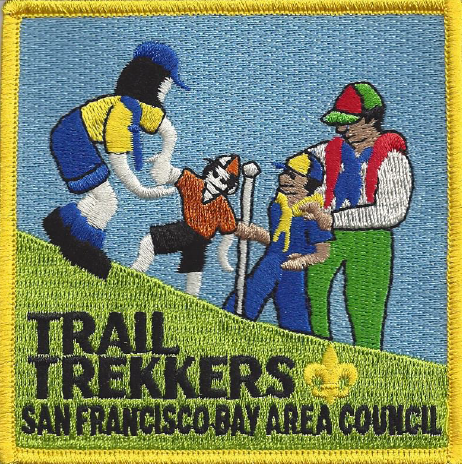 TRAIL
TREKKERS
SAN FRANCISCO-BAY AREA COUNCIL